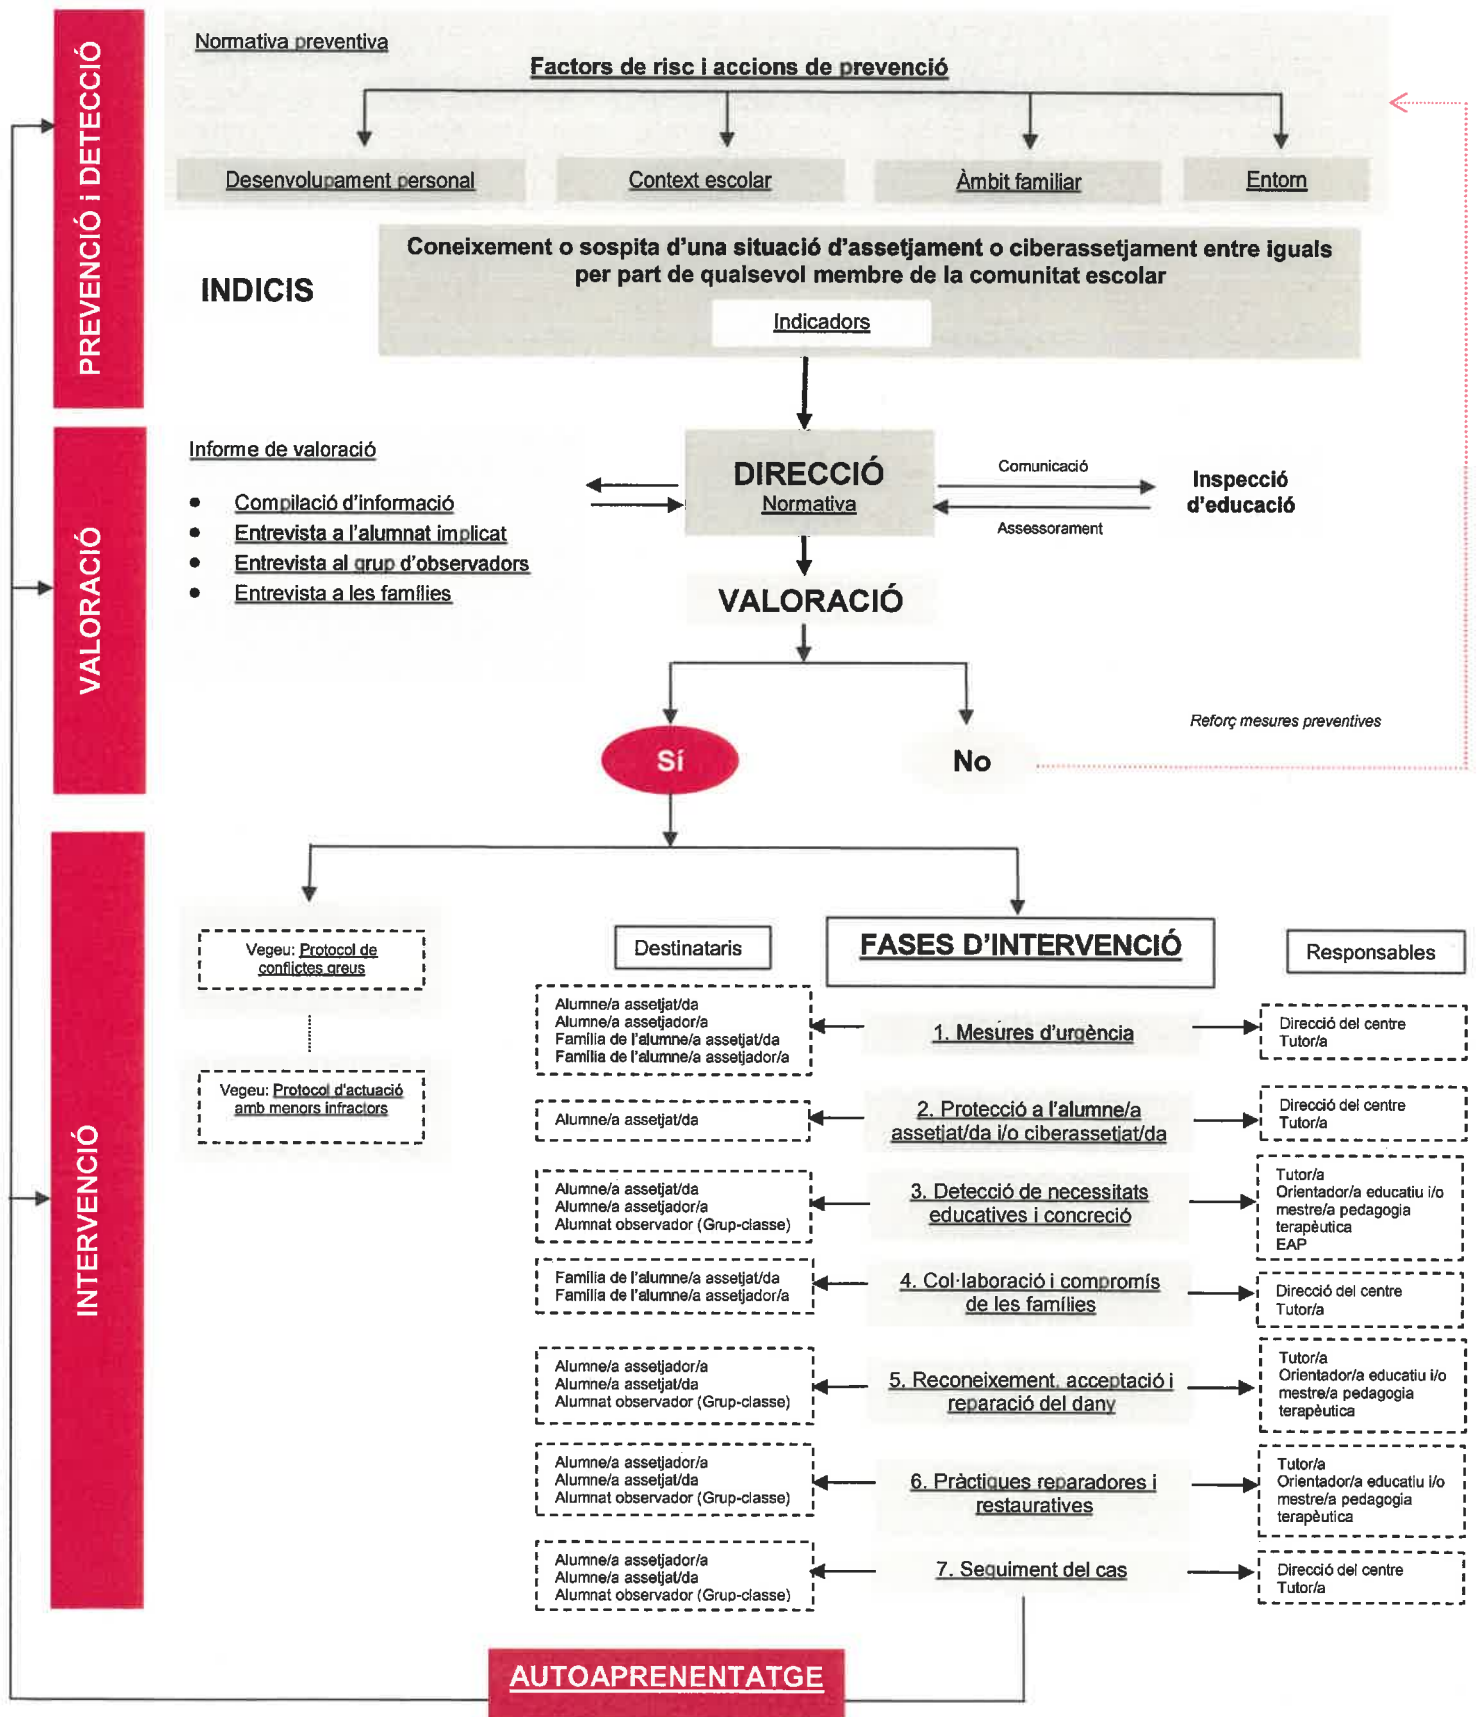 PREVENCIÓ i DETECCIÓ
Normativa preventiva
Factors de risc i accions de prevenció
Desenvolupament personal
Context escolar
Àmbit familiar
Entorn
INDICIS
Coneixement o sospita d'una situació d'assetjament o ciberassetjament entre iguals
per part de qualsevol membre de la comunitat escolar
Indicadors
VALORACIÓ
Informe de valoració
• Compilació d'informació
• Entrevista a l'alumnat implicat
• Entrevista al grup d'observadors
• Entrevista a les famílies
DIRECCIÓ
Normativa
Comunicació
Assessorament
Inspecció
d'educació
VALORACIÓ
Sí
No
Reforç mesures preventives
INTERVENCIÓ
Vegeu: Protocol de
conflictes greus
Vegeu: Protocol d'actuació
amb menors infractors
Destinataris
FASES D'INTERVENCIÓ
Responsables
Alumne/a assetjat/da
Alumne/a assetjador/a
Família de l'alumne/a assetjat/da
Família de l'alumne/a assetjador/a
1. Mesures d'urgència
Direcció del centre
Tutor/a
Alumne/a assetjat/da
2. Protecció a l'alumne/a
assetjat/da i/o ciberassetjat/da
Direcció del centre
Tutor/a
Alumne/a assetjat/da
Alumne/a assetjador/a
Alumnat observador (Grup-classe)
3. Detecció de necessitats
educatives i concreció
Tutor/a
Orientador/a educatiu i/o
mestre/a pedagogia
terapèutica
EAP
Família de l'alumne/a assetjat/da
Família de l'alumne/a assetjador/a
4. Col·laboració i compromís
de les famílies
Direcció del centre
Tutor/a
Alumne/a assetjador/a
Alumne/a assetjat/da
Alumnat observador (Grup-classe)
5. Reconeixement, acceptació i
reparació del dany
Tutor/a
Orientador/a educatiu i/o
mestre/a pedagogia
terapèutica
Alumne/a assetjador/a
Alumne/a assetjat/da
Alumnat observador (Grup-classe)
6. Pràctiques reparadores i
restauratives
Tutor/a
Orientador/a educatiu i/o
mestre/a pedagogia
terapèutica
Alumne/a assetjador/a
Alumne/a assetjat/da
Alumnat observador (Grup-classe)
7. Seguiment del cas
Direcció del centre
Tutor/a
AUTOAPRENENTATGE